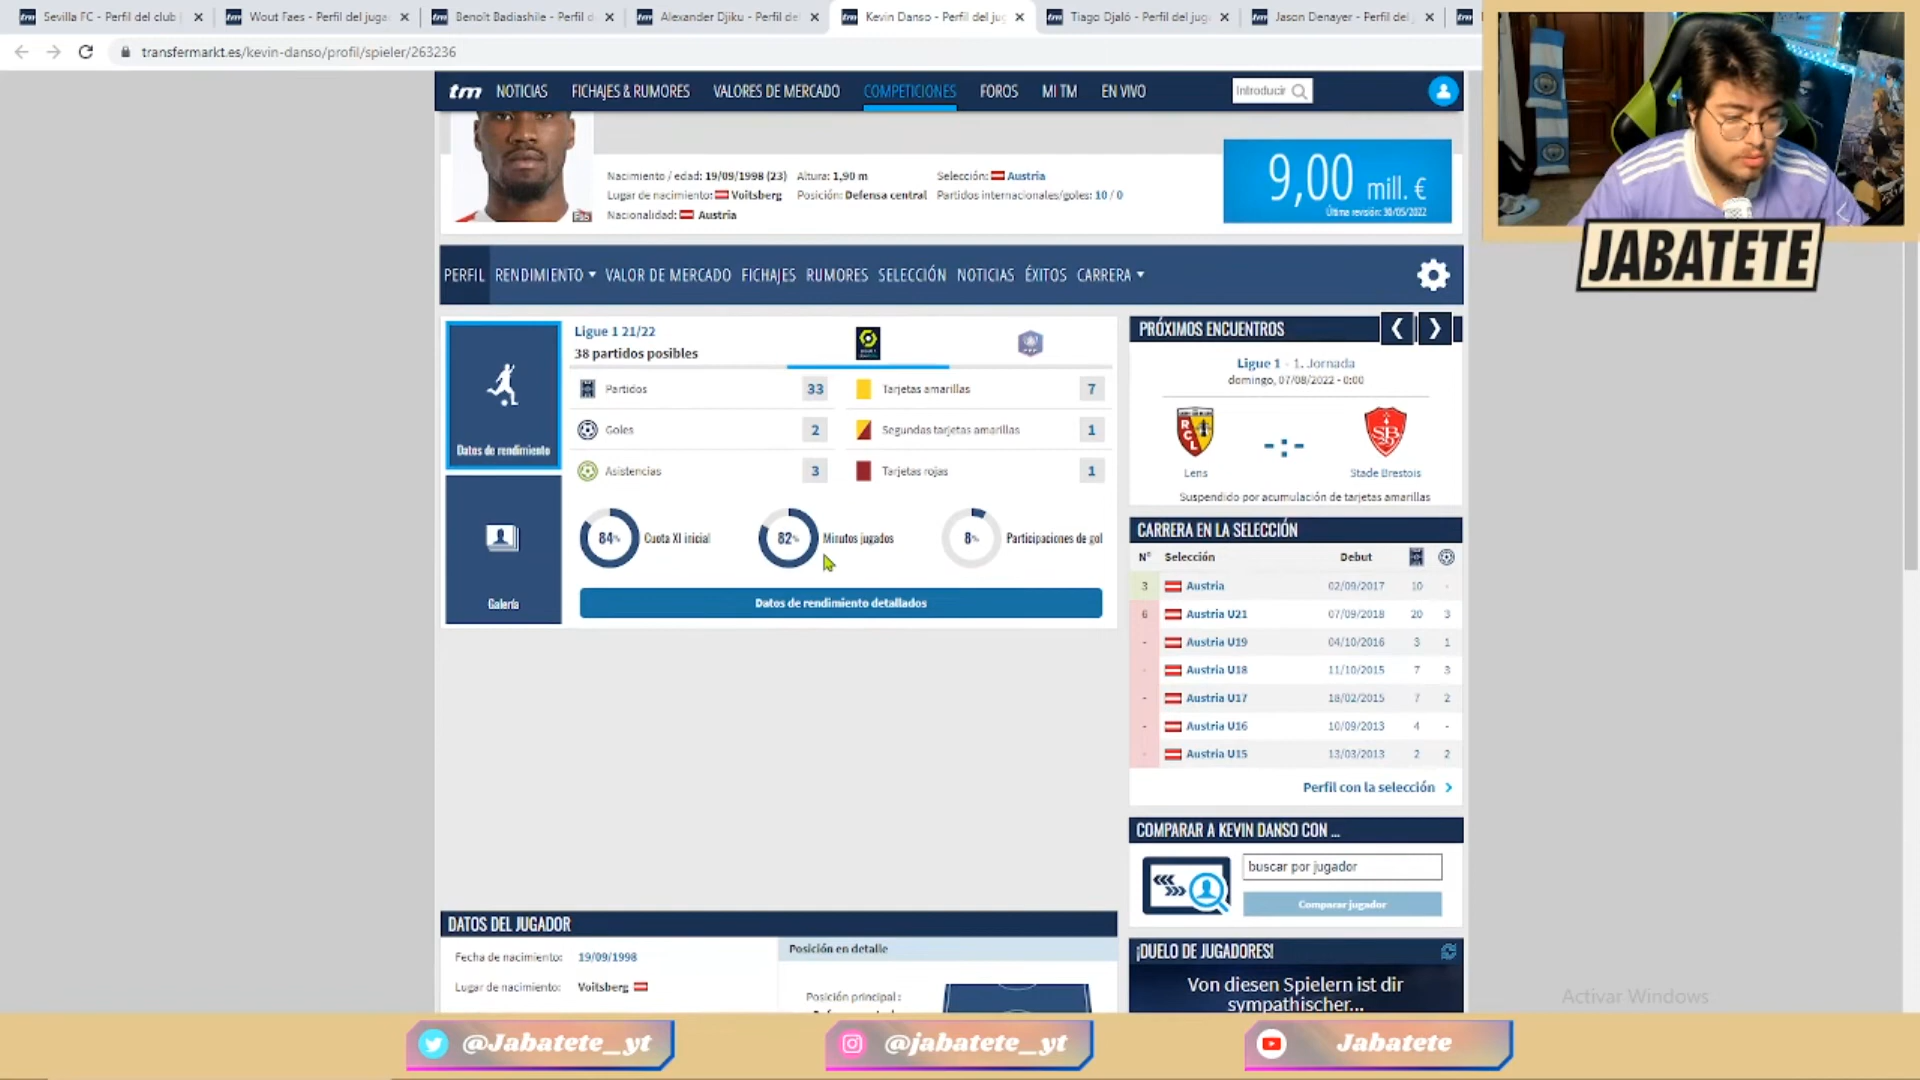 Sevilla FC - Perfil del club
Wout Faes - Perfil del juga
Benoît Badiashile - Perfil d
Alexander Djiku - Perfil del
Kevin Danso - Perfil del jug
Tiago Djaló - Perfil del juga
Jason Denayer - Perfil del
transfermarkt.es/kevin-danso/profil/spieler/263236
tm NOTICIAS FICHAJES & RUMORES VALORES DE MERCADO COMPETICIONES FOROS MI TM EN VIVO
Introducir
Nacimiento / edad: 19/09/1998 (23) Altura: 1,90 m Selección: Austria
Lugar de nacimiento: Voitsberg Posición: Defensa central Partidos internacionales/goles: 10 / 0
Nacionalidad: Austria
9,00 mill. €
Última revisión: 30/05/2022
JABATETE
PERFIL RENDIMIENTO VALOR DE MERCADO FICHAJES RUMORES SELECCIÓN NOTICIAS ÉXITOS CARRERA
Datos de rendimiento
Galería
Ligue 1 21/22
38 partidos posibles
Partidos 33 Tarjetas amarillas 7
Goles 2 Segundas tarjetas amarillas 1
Asistencias 3 Tarjetas rojas 1
84% Cuota XI inicial 82% Minutos jugados 8% Participaciones de gol
Datos de rendimiento detallados
PRÓXIMOS ENCUENTROS
Ligue 1 - 1. Jornada
domingo, 07/08/2022 - 0:00
RCL -:- SB
Lens Stade Brestois
Suspendido por acumulación de tarjetas amarillas
CARRERA EN LA SELECCIÓN
N° Selección Debut
3 Austria 02/09/2017 10 -
6 Austria U21 07/09/2018 20 3
- Austria U19 04/10/2016 3 1
- Austria U18 11/10/2015 7 3
- Austria U17 18/02/2015 7 2
- Austria U16 10/09/2013 4 -
- Austria U15 13/03/2013 2 2
Perfil con la selección
COMPARAR A KEVIN DANSO CON ...
buscar por jugador
Comparar jugador
DATOS DEL JUGADOR
Fecha de nacimiento: 19/09/1998
Lugar de nacimiento: Voitsberg
Posición en detalle
Posición principal:
¡DUELO DE JUGADORES!
Von diesen Spielern ist dir
sympathischer...
Activar Windows
@Jabatete_yt
@jabatete_yt
Jabatete